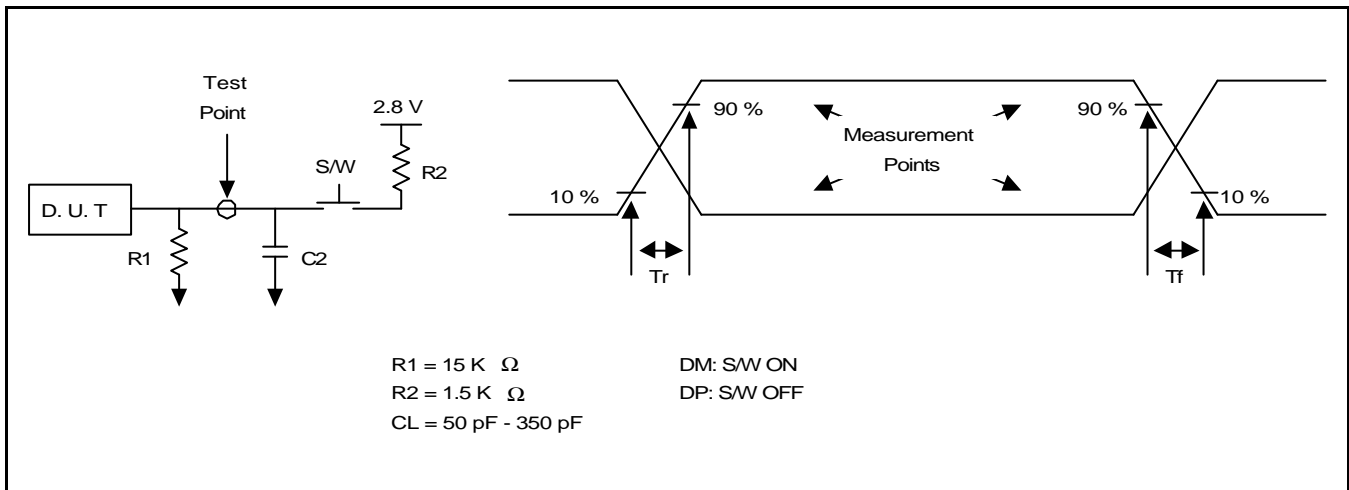 Test
Point
2.8 V
S/W
R2
D. U. T
R1
C2
90 %
10 %
Tr
Measurement
Points
90 %
10 %
Tf
R1 = 15 K Ω
R2 = 1.5 K Ω
CL = 50 pF - 350 pF
DM: S/W ON
DP: S/W OFF